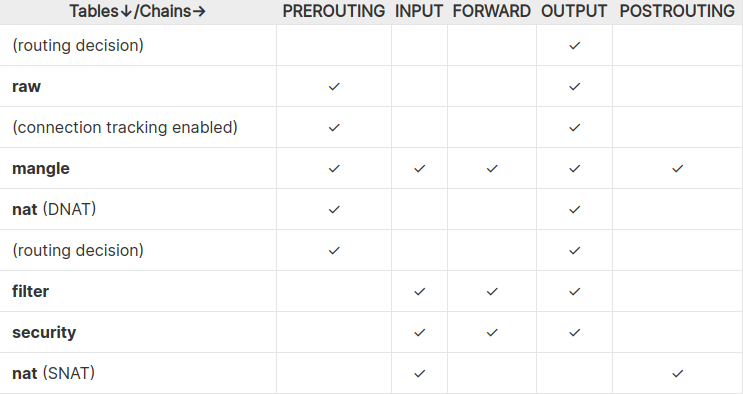 Tables↓/Chains→ PREROUTING INPUT FORWARD OUTPUT POSTROUTING
(routing decision) ✓
raw ✓ ✓
(connection tracking enabled) ✓ ✓
mangle ✓ ✓ ✓ ✓ ✓
nat (DNAT) ✓ ✓
(routing decision) ✓ ✓
filter ✓ ✓ ✓
security ✓ ✓ ✓
nat (SNAT) ✓ ✓